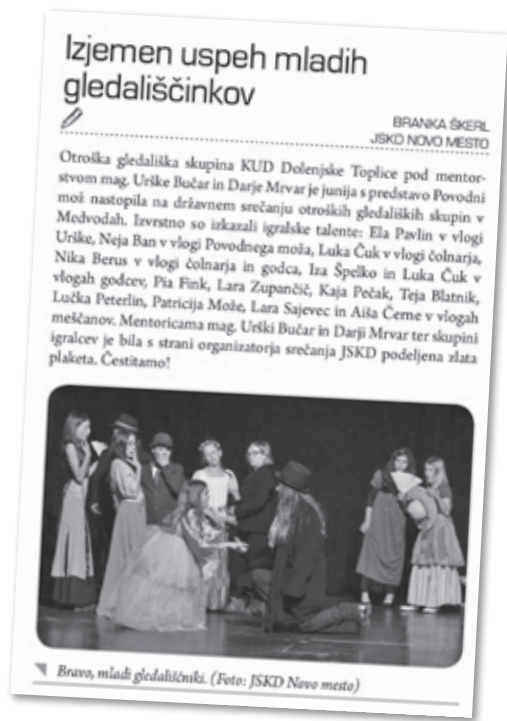 Izjemen uspeh mladih
gledališčinkov
BRANKA ŠKERL
JSKD NOVO MESTO
Otroška gledališka skupina KUD Dolenjske Toplice pod mentor-
stvom mag. Urške Bučar in Darje Mrvar je junija s predstavo Povodni
mož nastopila na državnem srečanju otroških gledaliških skupin v
Medvodah. Izvrstno so izkazali igralske talente: Ela Pavlin v vlogi
Urške, Neja Ban v vlogi Povodnega moža, Luka Čuk v vlogi čolnarja,
Nika Berus v vlogi čolnarja in godca, Iza Špelko in Luka Čuk v
vlogah godcev, Pia Fink, Lara Zupančič, Kaja Pečak, Teja Blatnik,
Lučka Peterlin, Patricija Može, Lara Sajevec in Aiša Černe v vlogah
meščanov. Mentoricama mag. Urški Bučar in Darji Mrvar ter skupini
igralcev je bila s strani organizatorja srečanja JSKD podeljena zlata
plaketa. Čestitamo!
Bravo, mladi gledališčniki. (Foto: JSKD Novo mesto)